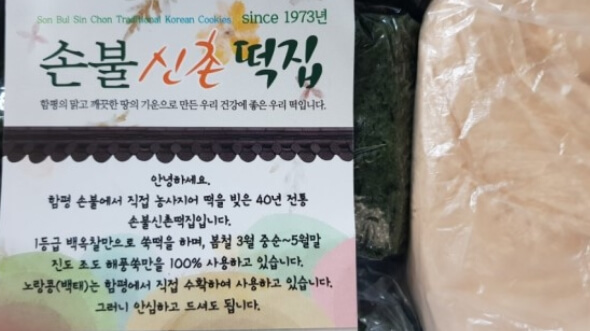 Son Bul Sin Chon Traditional Korean Cookies since 1973년
손불 신촌 떡집
함평의 맑고 깨끗한 땅의 기운으로 만든 우리 건강에 좋은 우리 떡입니다.
안녕하세요.
함평 손불에서 직접 농사지어 떡을 빚은 40년 전통
손불신촌떡집입니다.
1등급 백옥찰만으로 쑥떡을 하며, 봄철 3월 중순~5월말
진도 조도 해풍쑥만을 100% 사용하고 있습니다.
노랑콩(백태)는 함평에서 직접 수확하여 사용하고 있습니다.
그러니 안심하고 드셔도 됩니다.